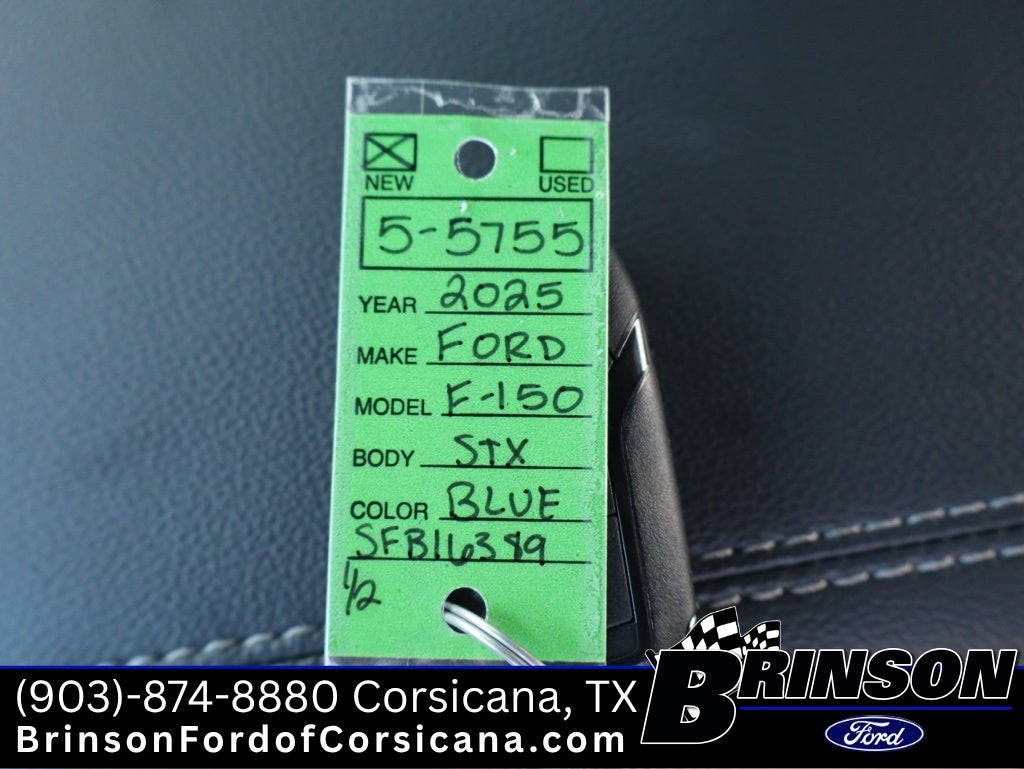 NEW USED
5-5755
YEAR 2025
MAKE FORD
MODEL F-150
BODY STX
COLOR BLUE
SFB16389
1/2
(903)-874-8880 Corsicana, TX
BrinsonFordofCorsicana.com
BRINSON
Ford